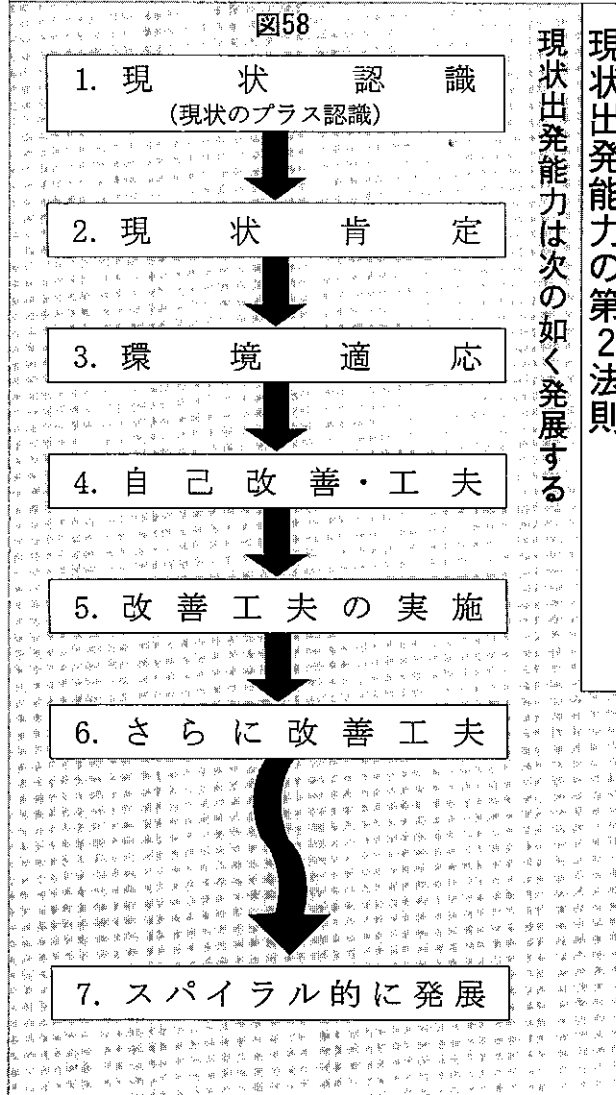 現状出発能力の第2法則
現状出発能力は次の如く発展する
図58
1. 現状認識
(現状のプラス認識)
2. 現状肯定
3. 環境適応
4. 自己改善・工夫
5. 改善工夫の実施
6. さらに改善工夫
7. スパイラル的に発展